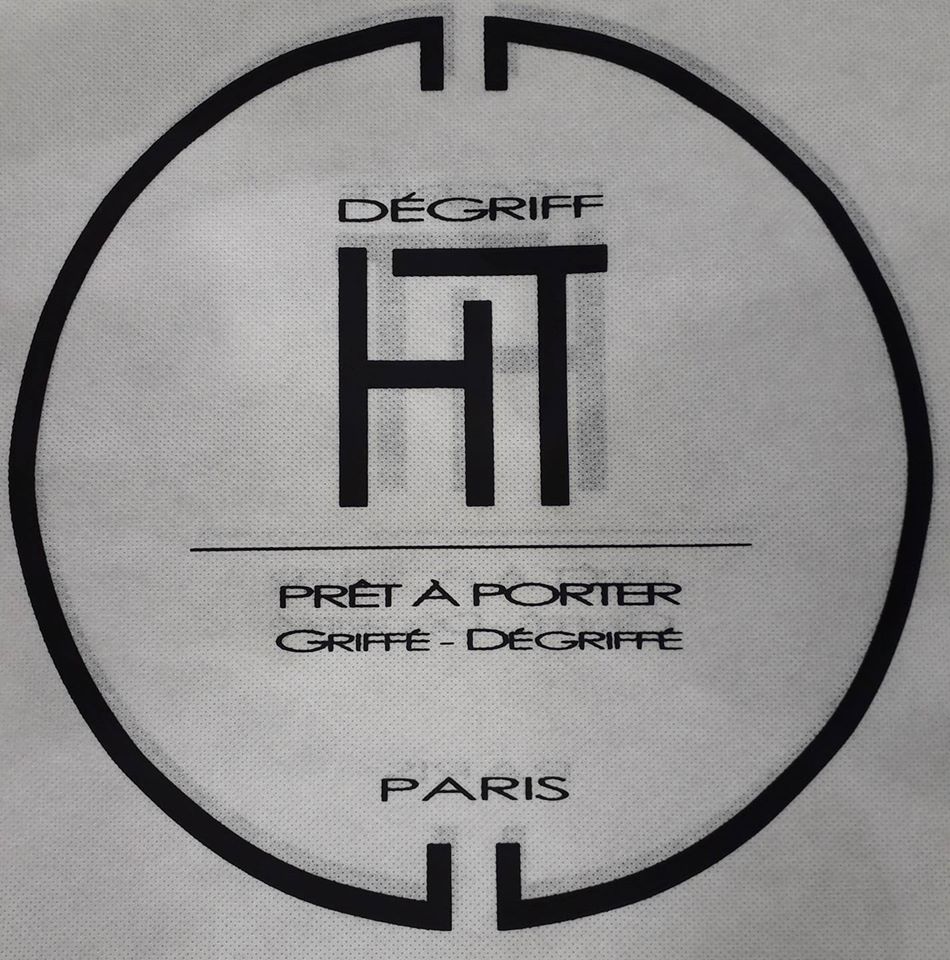 DÉGRIFF
HT
PRÊT À PORTER
GRIFFÉ - DÉGRIFFÉ
PARIS